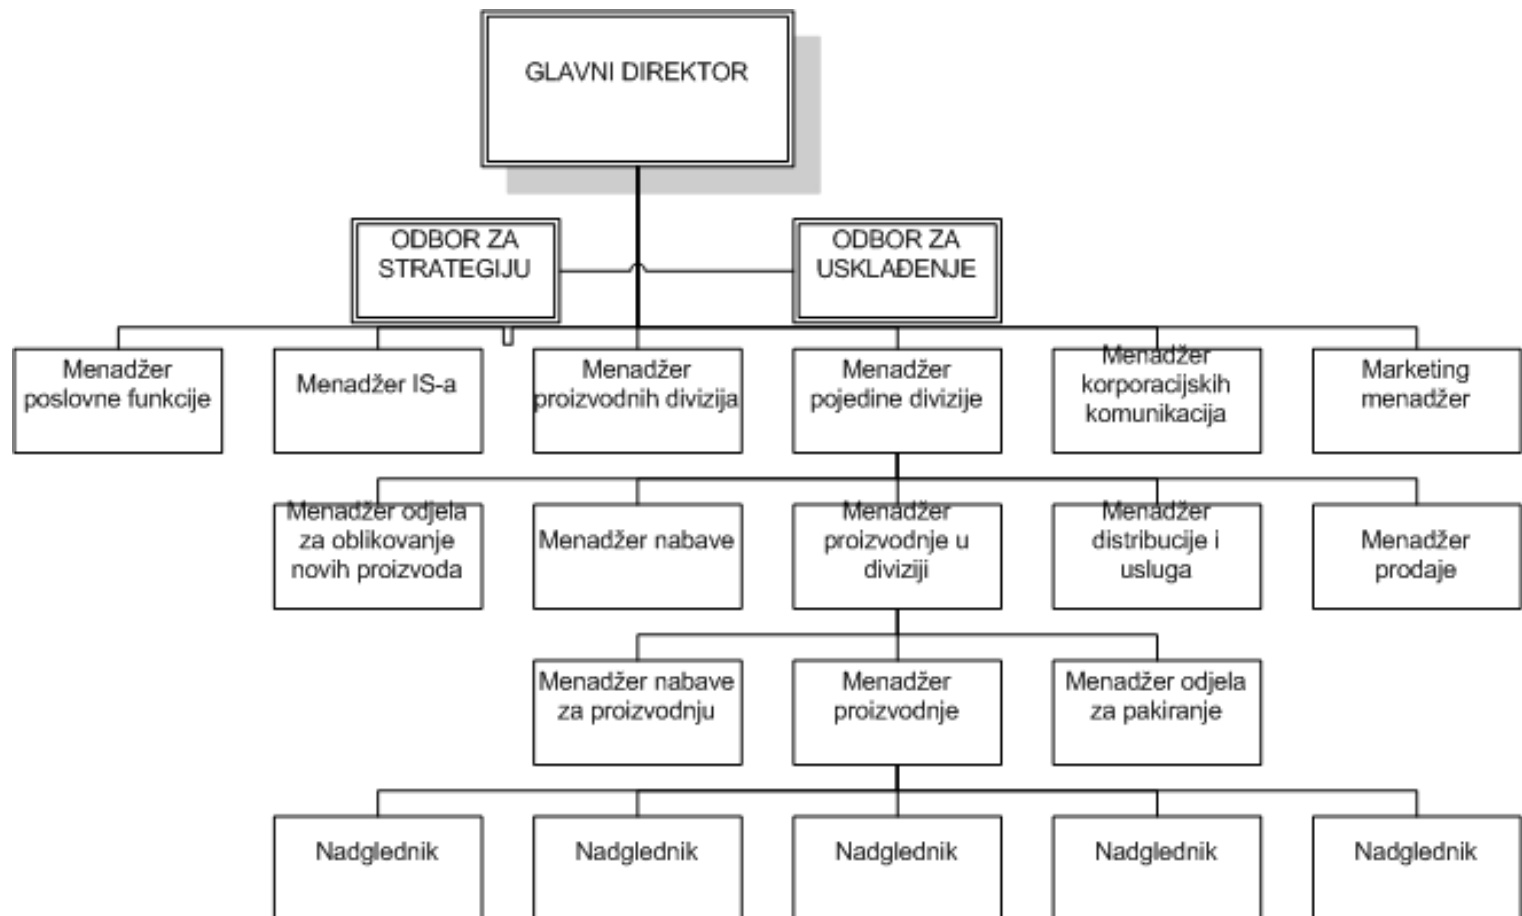 GLAVNI DIREKTOR
ODBOR ZA
STRATEGIJU
ODBOR ZA
USKLAĐENJE
Menadžer
poslovne funkcije
Menadžer IS-a
Menadžer
proizvodnih divizija
Menadžer
pojedine divizije
Menadžer
korporacijskih
komunikacija
Marketing
menadžer
Menadžer odjela
za oblikovanje
novih proizvoda
Menadžer nabave
Menadžer
proizvodnje u
diviziji
Menadžer
distribucije i
usluga
Menadžer
prodaje
Menadžer nabave
za proizvodnju
Menadžer
proizvodnje
Menadžer odjela
za pakiranje
Nadglednik
Nadglednik
Nadglednik
Nadglednik
Nadglednik